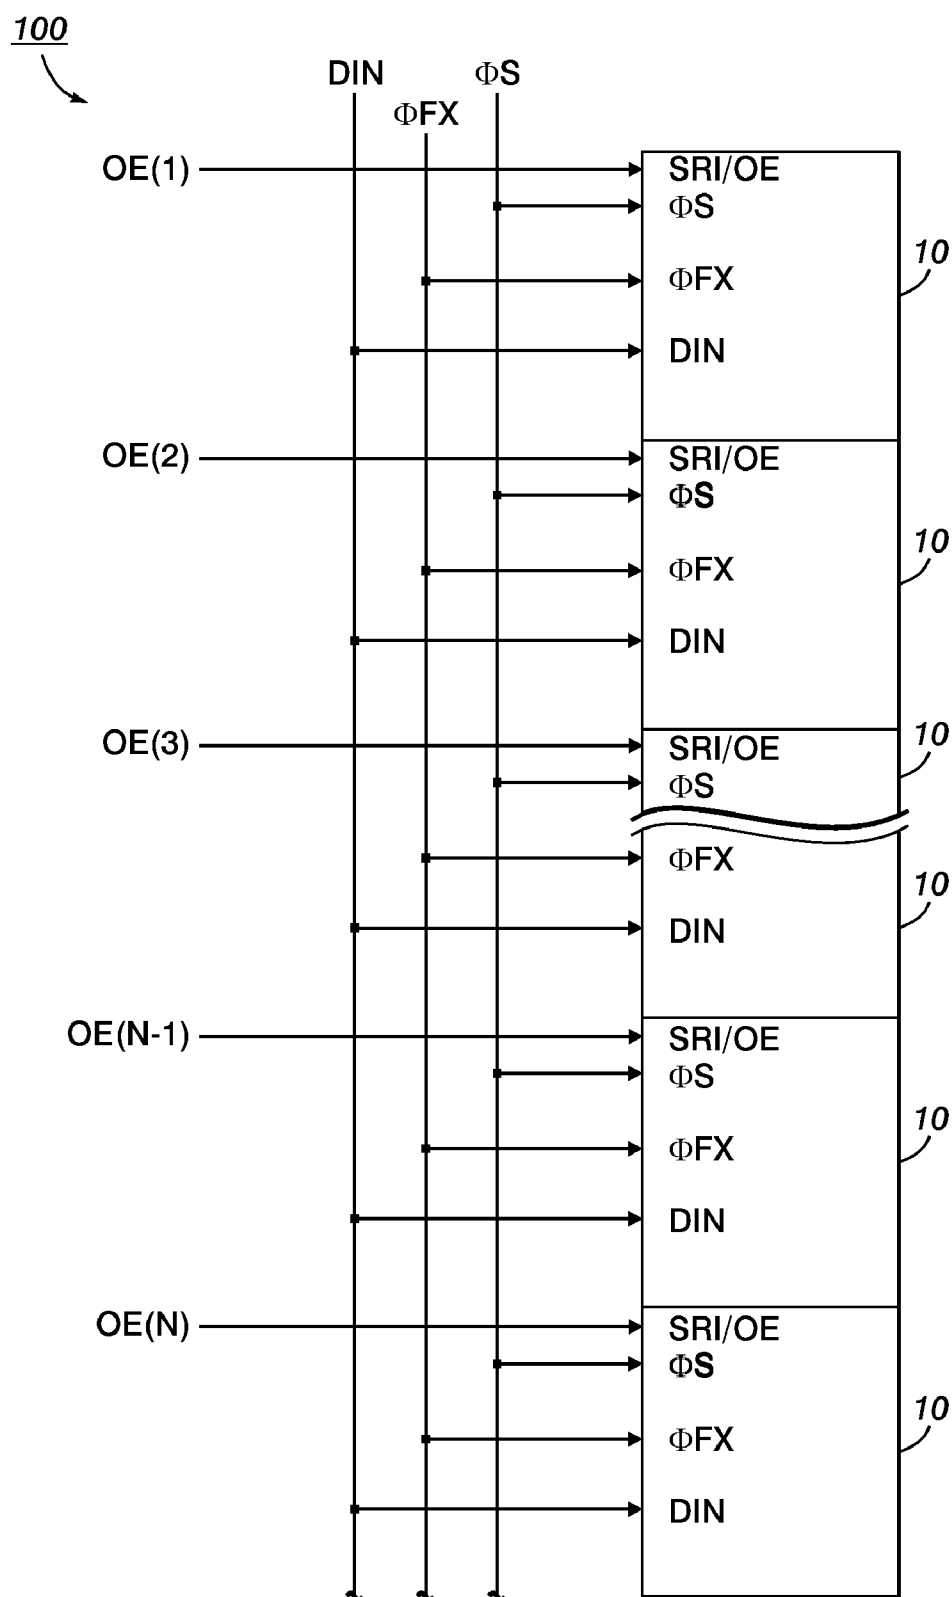 100
DIN
ΦS
ΦFX
OE(1)
SRI/OE
ΦS
10
ΦFX
DIN
OE(2)
SRI/OE
ΦS
10
ΦFX
DIN
OE(3)
SRI/OE
10
ΦS
ΦFX
10
DIN
OE(N-1)
SRI/OE
ΦS
10
ΦFX
DIN
OE(N)
SRI/OE
ΦS
10
ΦFX
DIN